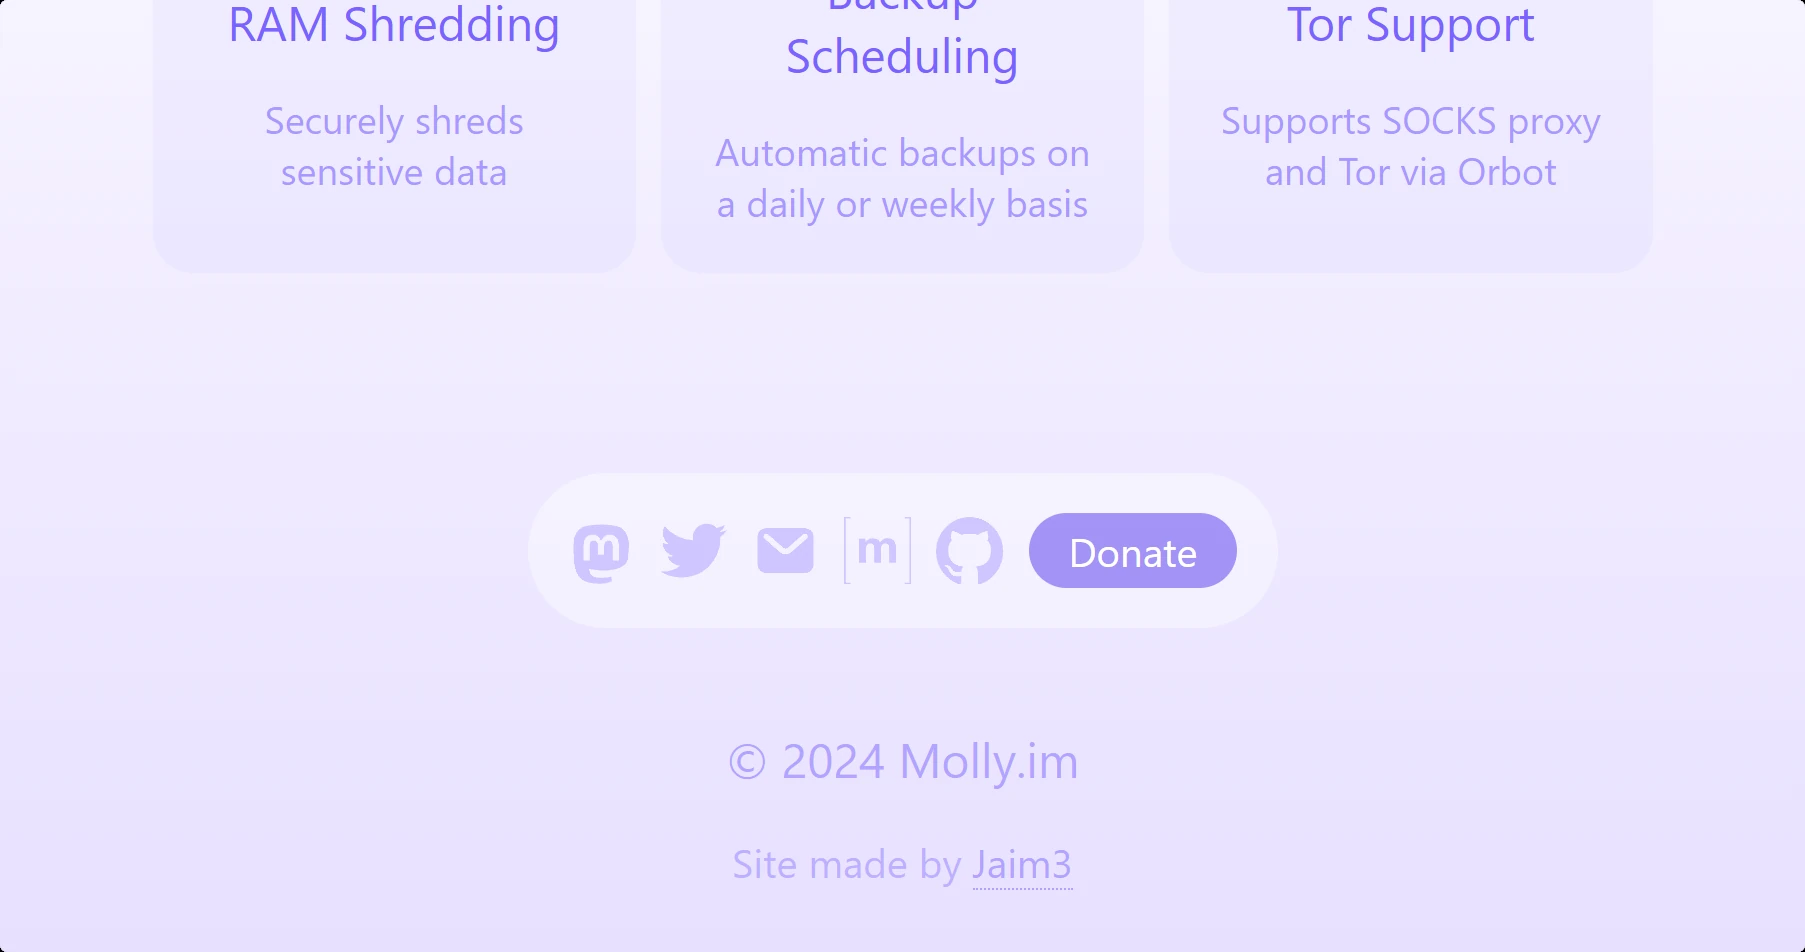 RAM Shredding
Securely shreds
sensitive data
Backup
Scheduling
Automatic backups on
a daily or weekly basis
Tor Support
Supports SOCKS proxy
and Tor via Orbot
[m]
Donate
© 2024 Molly.im
Site made by Jaim3